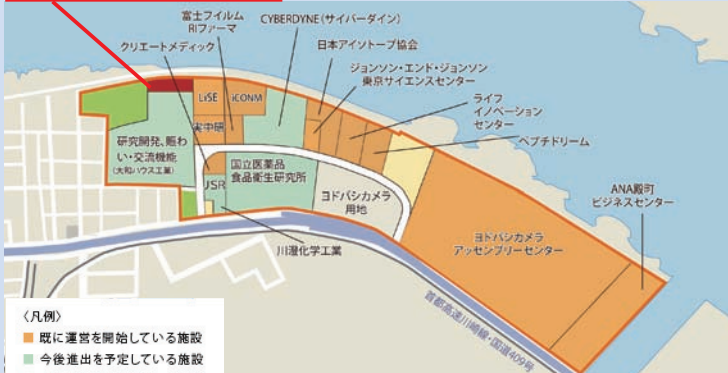 富士フイルム
RIファーマ
CYBERDYNE(サイバーダイン)
クリエートメディック
日本アイソトープ協会
ジョンソン・エンド・ジョンソン
東京サイエンスセンター
ライフ
イノベーション
センター
ペプチドリーム
LiSE
iCONM
実中研
研究開発、賑わ
い・交流機能
(大和ハウス工業)
国立医薬品
食品衛生研究所
JSR
ヨドバシカメラ
用地
川澄化学工業
ヨドバシカメラ
アッセンブリーセンター
ANA殿町
ビジネスセンター
首都高速川崎線・国道409号
〈凡例〉
既に運営を開始している施設
今後進出を予定している施設